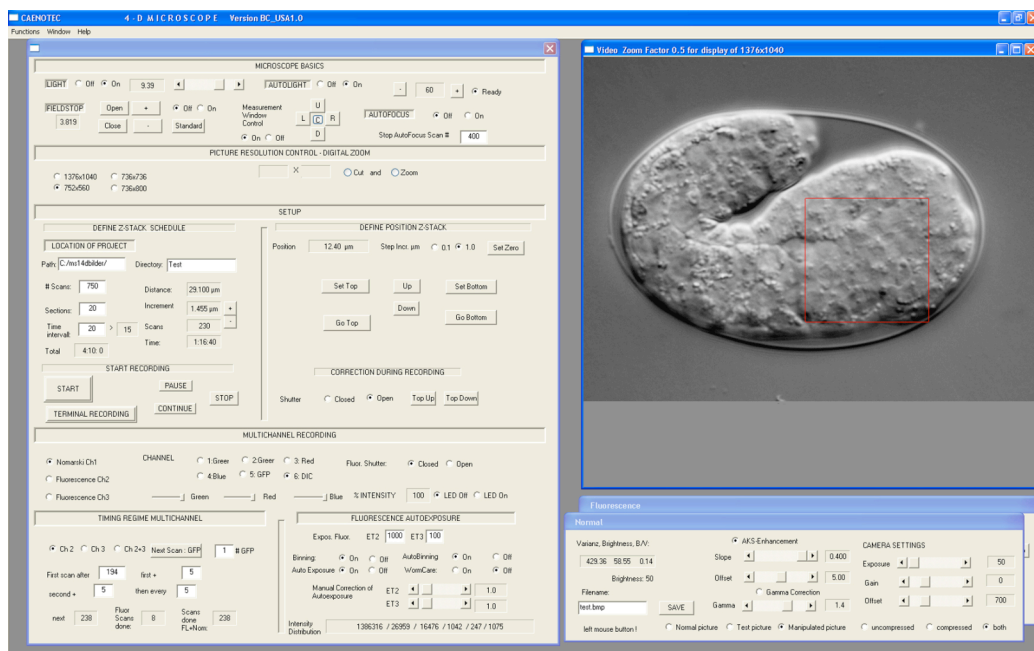 CAENOTEC 4 - D M I C R O S C O P E Version BC_USA1.0
Functions Window Help
MICROSCOPE BASICS
LIGHT Off On 9.39 AUTOLIGHT Off On - 60 + Ready
FIELDSTOP Open + Off On Measurement Window Control U L C R D AUTOFOCUS Off On
3.819 Close - Standard On Off Stop AutoFocus Scan # 400
PICTURE RESOLUTION CONTROL - DIGITAL ZOOM
1376x1040 736x736 X Cut and Zoom
752x560 736x800
SETUP
DEFINE Z-STACK SCHEDULE
LOCATION OF PROJECT
Path: C:/ms14dbilder/ Directory: Test
# Scans: 750 Distance: 29.100 µm
Sections: 20 Increment 1.455 µm + -
Time interval: 20 > 15 Scans 230
Total 4:10: 0 Time: 1:16:40
START RECORDING
START PAUSE STOP
TERMINAL RECORDING CONTINUE
DEFINE POSITION Z-STACK
Position 12.40 µm Step Incr. µm 0.1 1.0 Set Zero
Set Top Up Set Bottom
Down
Go Top Go Bottom
CORRECTION DURING RECORDING
Shutter Closed Open Top Up Top Down
MULTICHANNEL RECORDING
Nomarski Ch1 CHANNEL 1:Greer 2:Greer 3: Red Fluor. Shutter: Closed Open
Fluorescence Ch2 4:Blue 5: GFP 6: DIC
Fluorescence Ch3 Green Red Blue % INTENSITY 100 LED Off LED On
TIMING REGIME MULTICHANNEL
Ch 2 Ch 3 Ch 2+3 Next Scan : GFP 1 # GFP
First scan after 194 first + 5
second + 5 then every 5
next 238 Fluor Scans done: 8 Scans done FL+Nom: 238
FLUORESCENCE AUTOEXPOSURE
Expos. Fluor. ET2 1000 ET3 100
Binning: On Off AutoBinning On Off
Auto Exposure On Off WormCare: On Off
Manual Correction of Autoexposure ET2 1.0
ET3 1.0
Intensity Distribution 1386316 / 26959 / 16476 / 1042 / 247 / 1075
Video Zoom Factor 0.5 for display of 1376x1040
Fluorescence
Normal
Varianz, Brightness, B/V: AKS-Enhancement CAMERA SETTINGS
429.36 58.55 0.14 Slope 0.400 Exposure 50
Brightness: 50 Offset 5.00 Gain 0
Filename: Gamma Correction Offset 700
test.bmp SAVE Gamma 1.4
left mouse button ! Normal picture Test picture Manipulated picture uncompressed compressed both